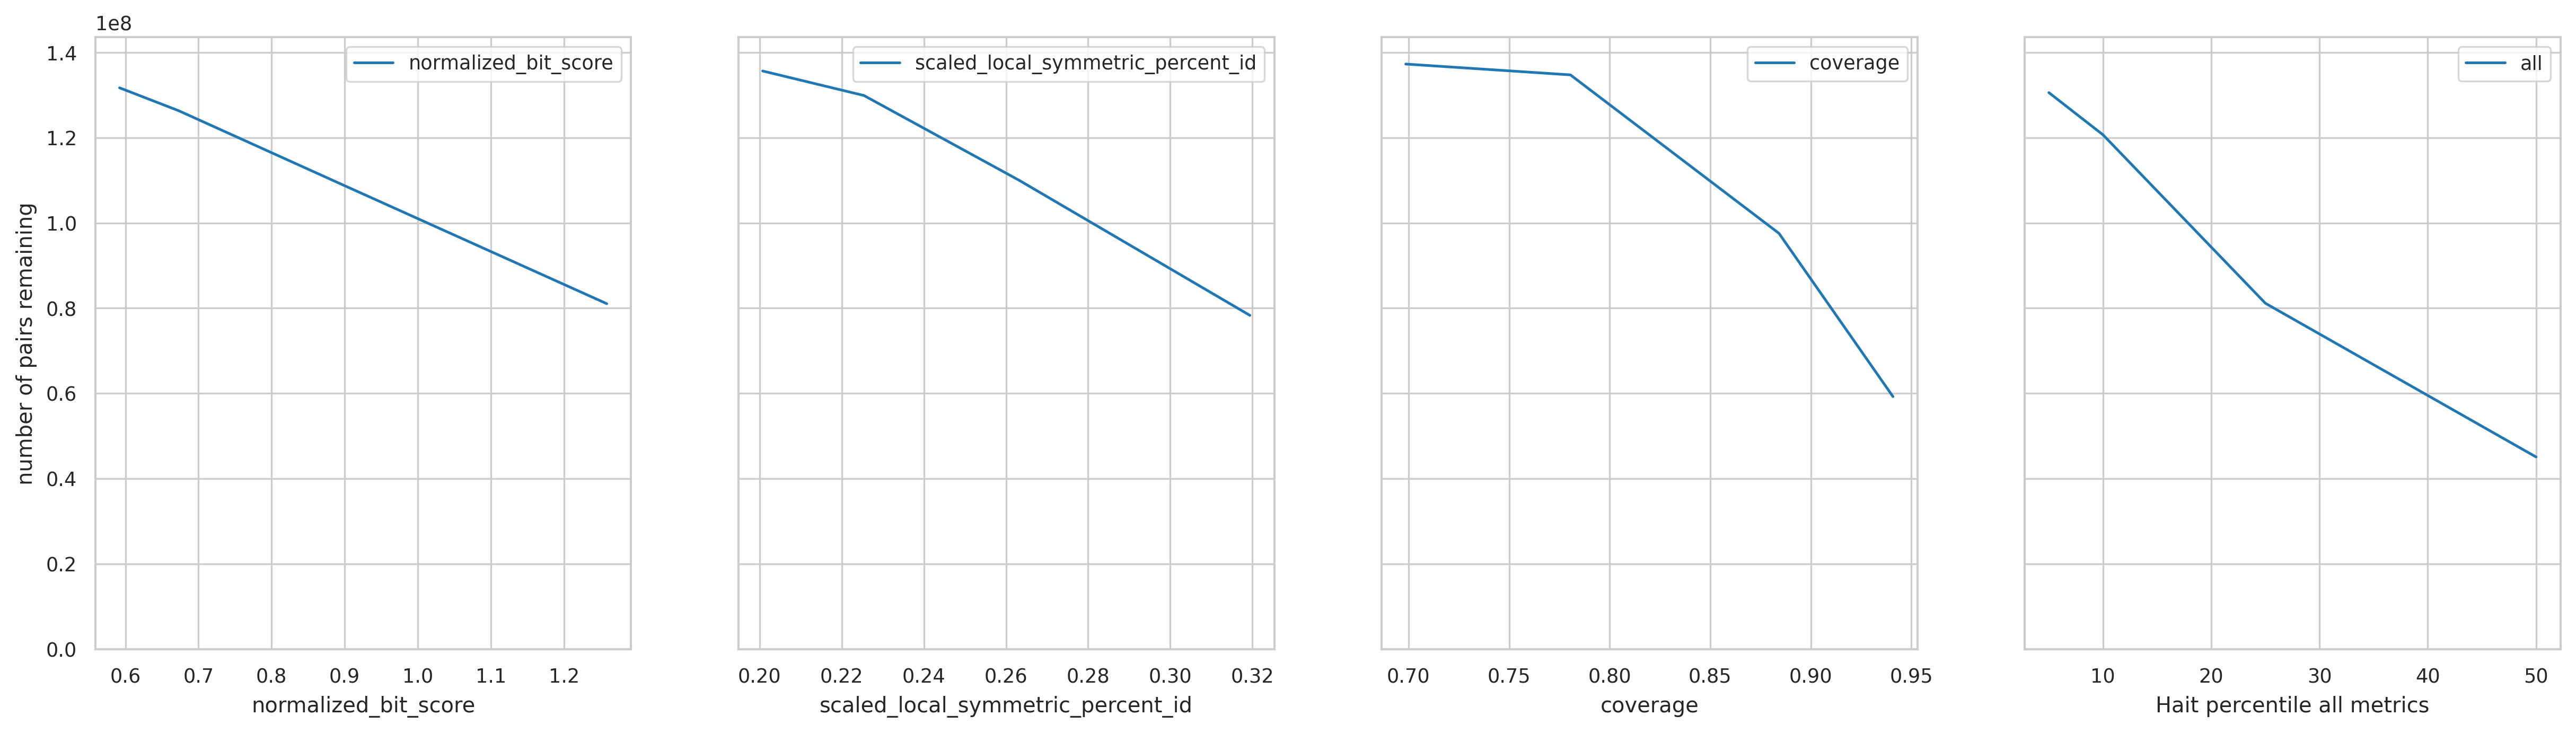 1e8
1.4
1.2
1.0
0.8
0.6
0.4
0.2
0.0
number of pairs remaining
normalized_bit_score
0.6 0.7 0.8 0.9 1.0 1.1 1.2
normalized_bit_score
scaled_local_symmetric_percent_id
0.20 0.22 0.24 0.26 0.28 0.30 0.32
scaled_local_symmetric_percent_id
coverage
0.70 0.75 0.80 0.85 0.90 0.95
coverage
all
10 20 30 40 50
Hait percentile all metrics